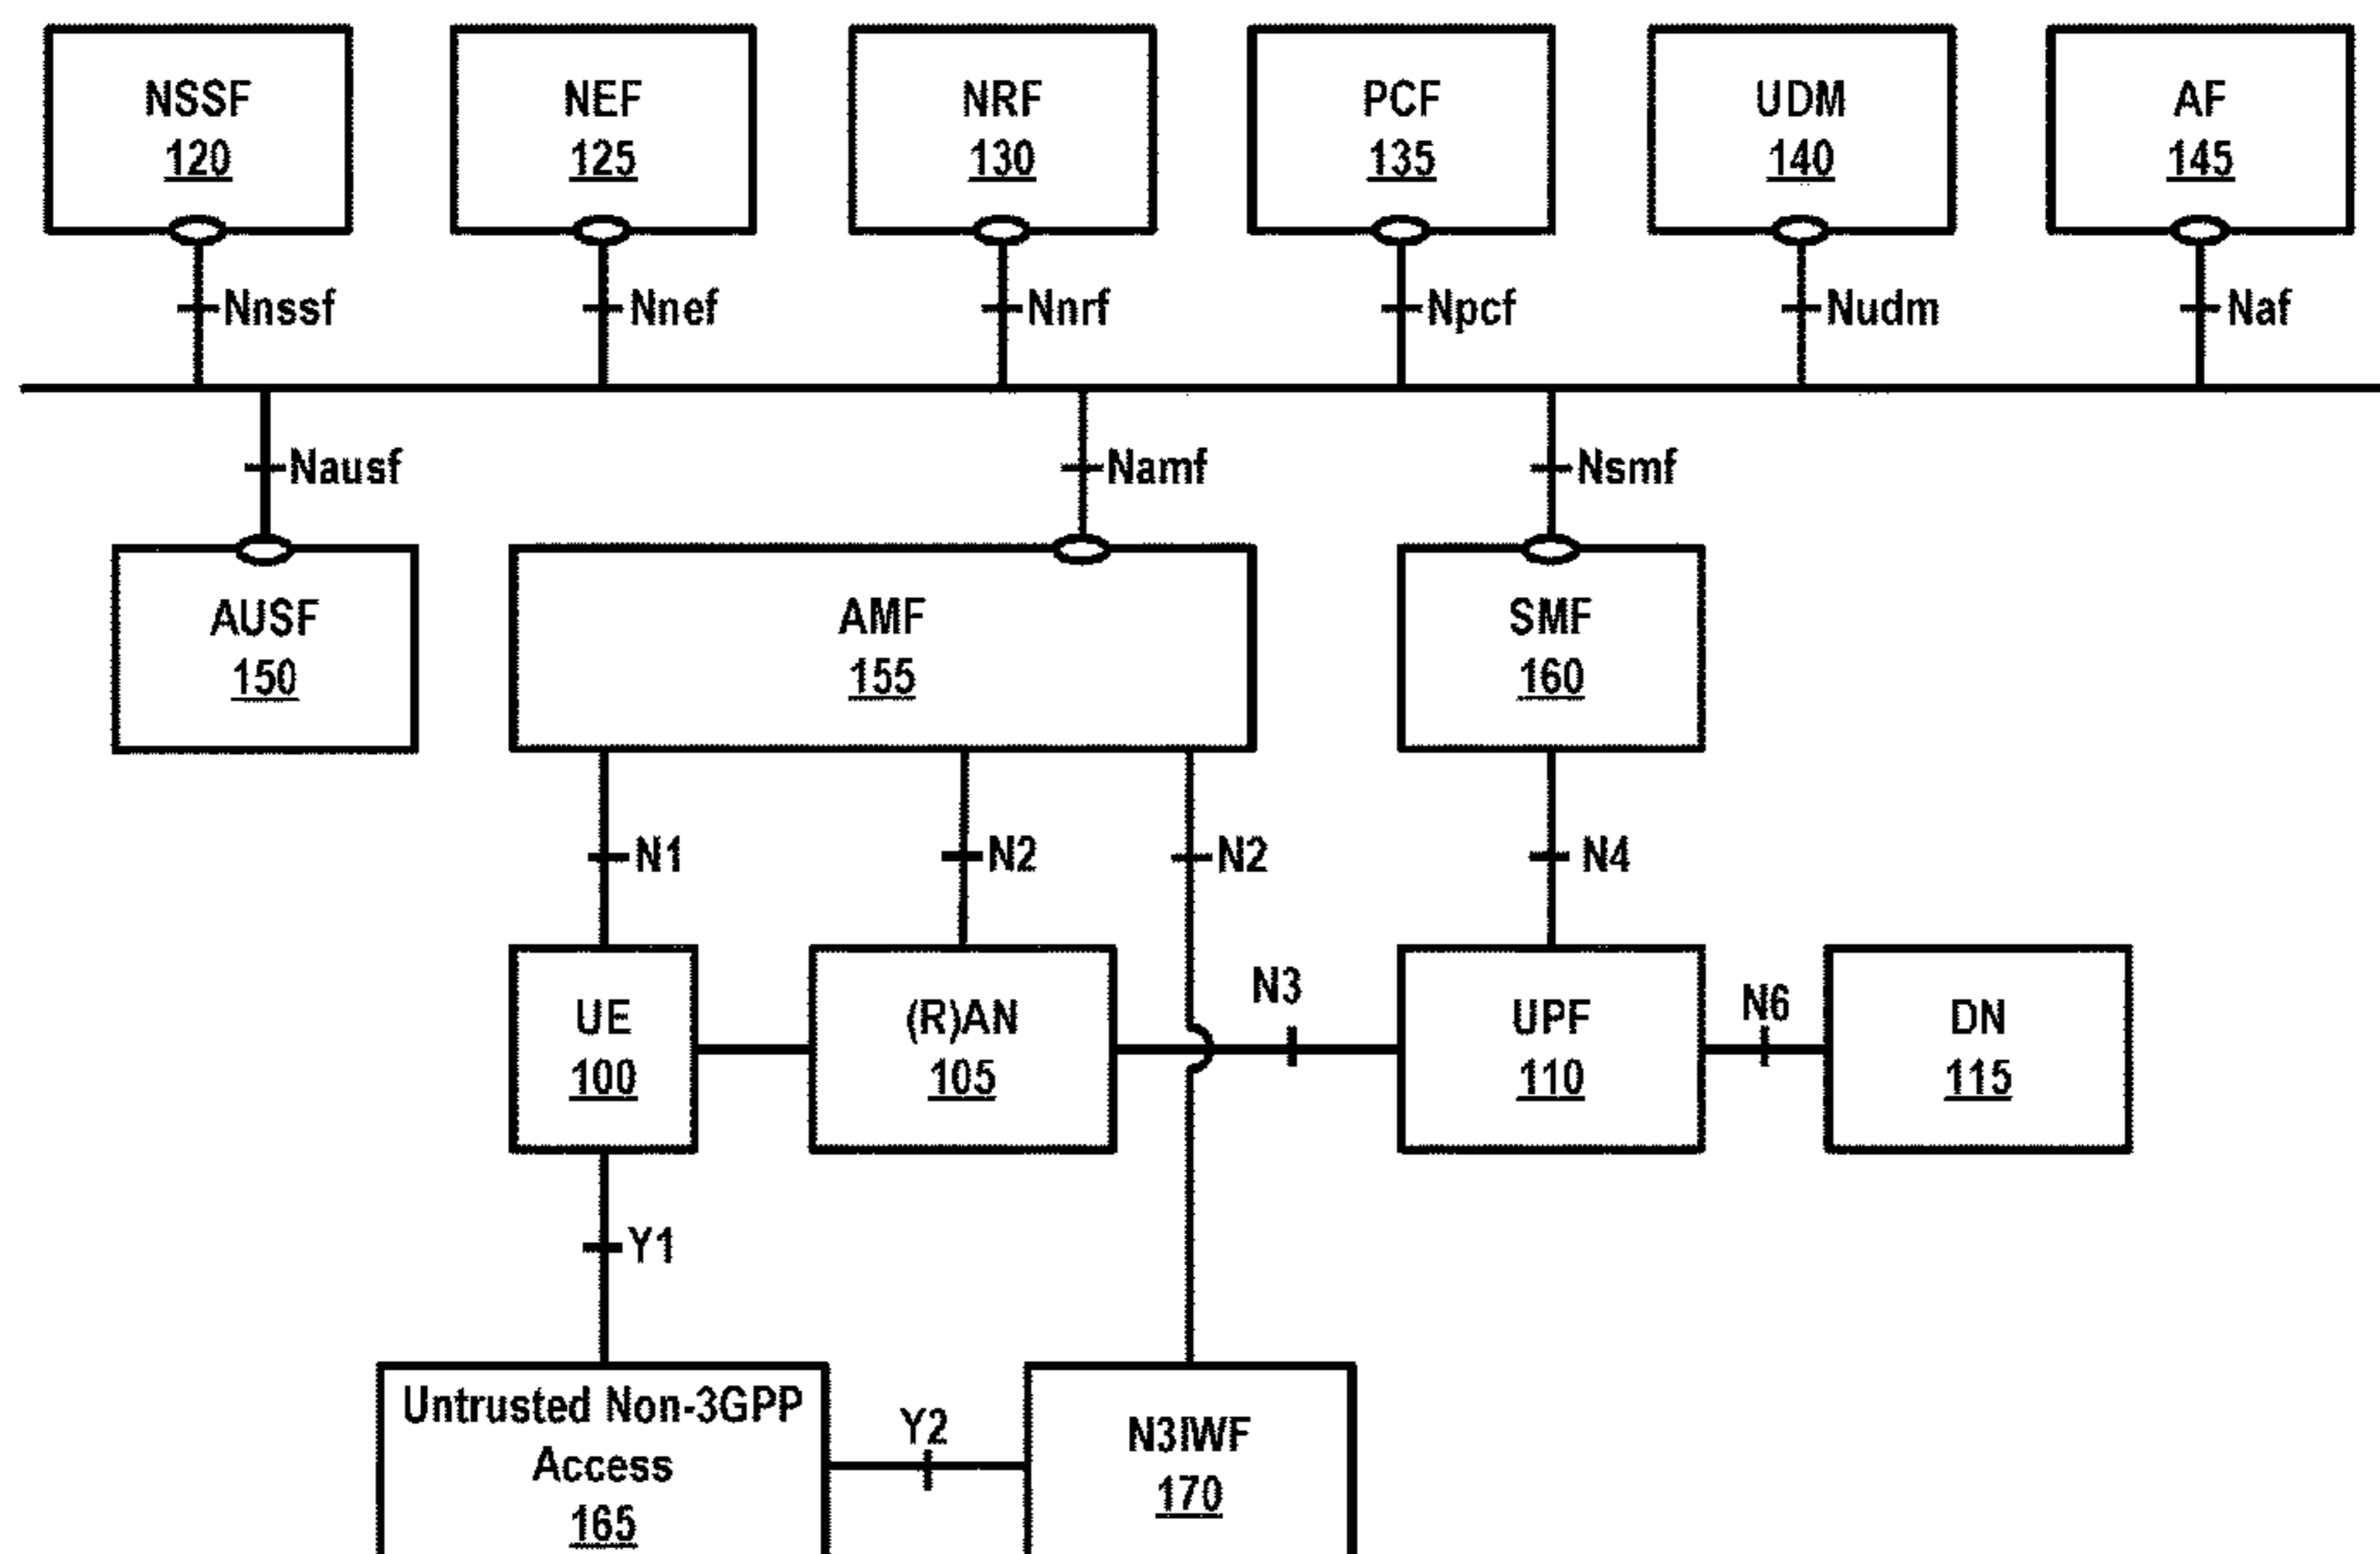 NSSF
120
NEF
125
NRF
130
PCF
135
UDM
140
AF
145
Nnssf
Nnef
Nnrf
Npcf
Nudm
Naf
Nausf
Namf
Nsmf
AUSF
150
AMF
155
SMF
160
N1
N2
N2
N4
UE
100
(R)AN
105
N3
UPF
110
N6
DN
115
Y1
Untrusted Non-3GPP
Access
165
Y2
N3IWF
170